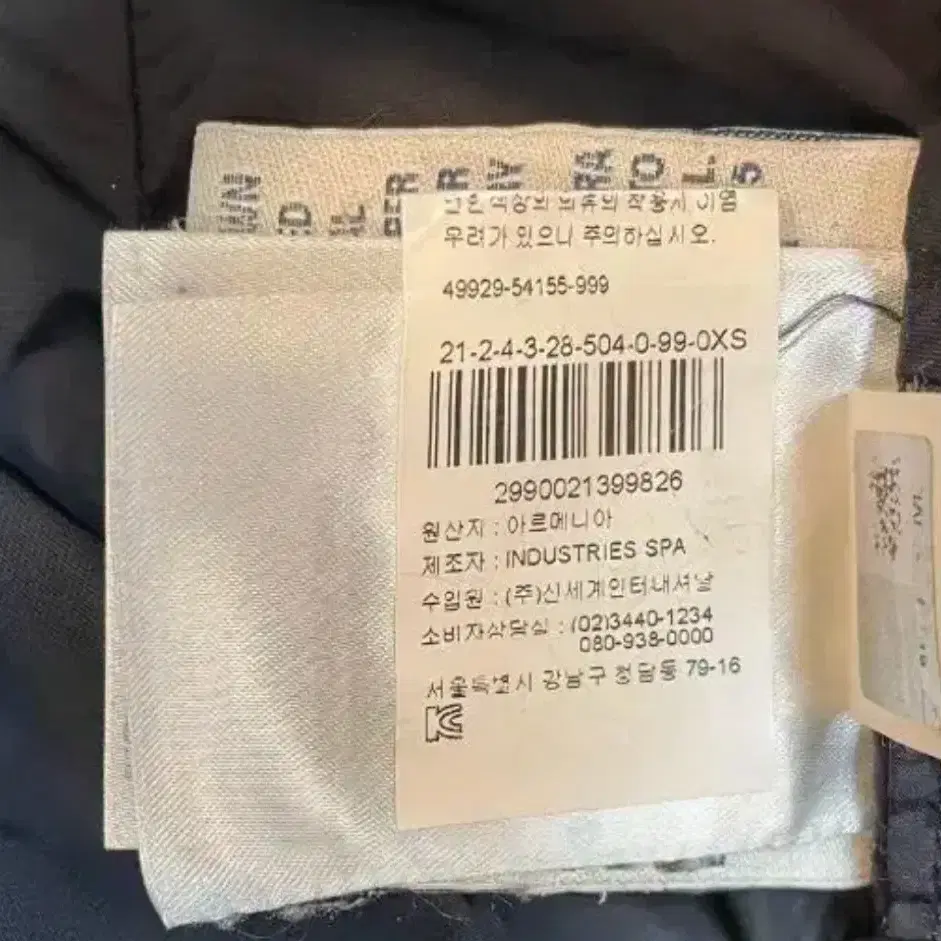 우려가 있으니 주의하십시오.
49929-54155-999
21-2-4-3-28-504-0-99-0XS
2990021399826
원산지 : 아르메니아
제조자 : INDUSTRIES SPA
수입원 : (주)신세계인터내셔날
소비자상담실 : (02)3440-1234
080-938-0000
서울특별시 강남구 청담동 79-16